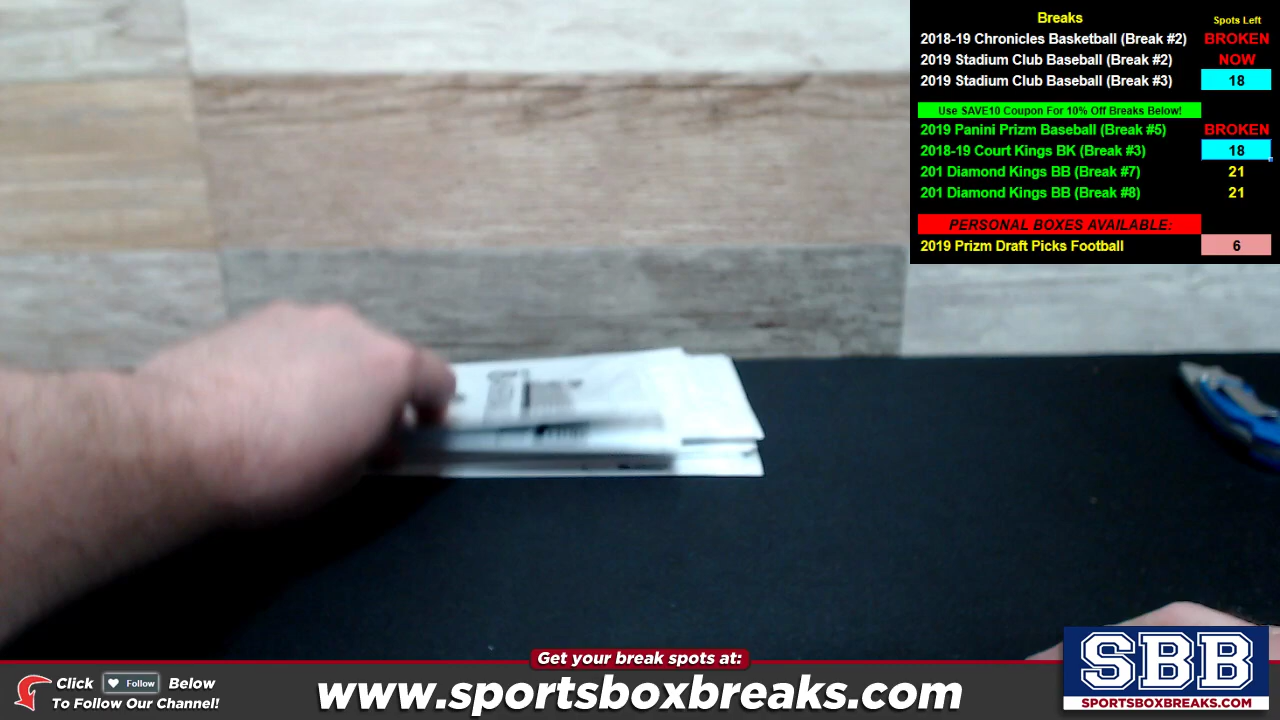 Breaks Spots Left
2018-19 Chronicles Basketball (Break #2) BROKEN
2019 Stadium Club Baseball (Break #2) NOW
2019 Stadium Club Baseball (Break #3) 18
Use SAVE10 Coupon For 10% Off Breaks Below!
2019 Panini Prizm Baseball (Break #5) BROKEN
2018-19 Court Kings BK (Break #3) 18
201 Diamond Kings BB (Break #7) 21
201 Diamond Kings BB (Break #8) 21
PERSONAL BOXES AVAILABLE:
2019 Prizm Draft Picks Football 6
Get your break spots at:
Click Follow Below
To Follow Our Channel!
www.sportsboxbreaks.com
SBB
SPORTSBOXBREAKS.COM